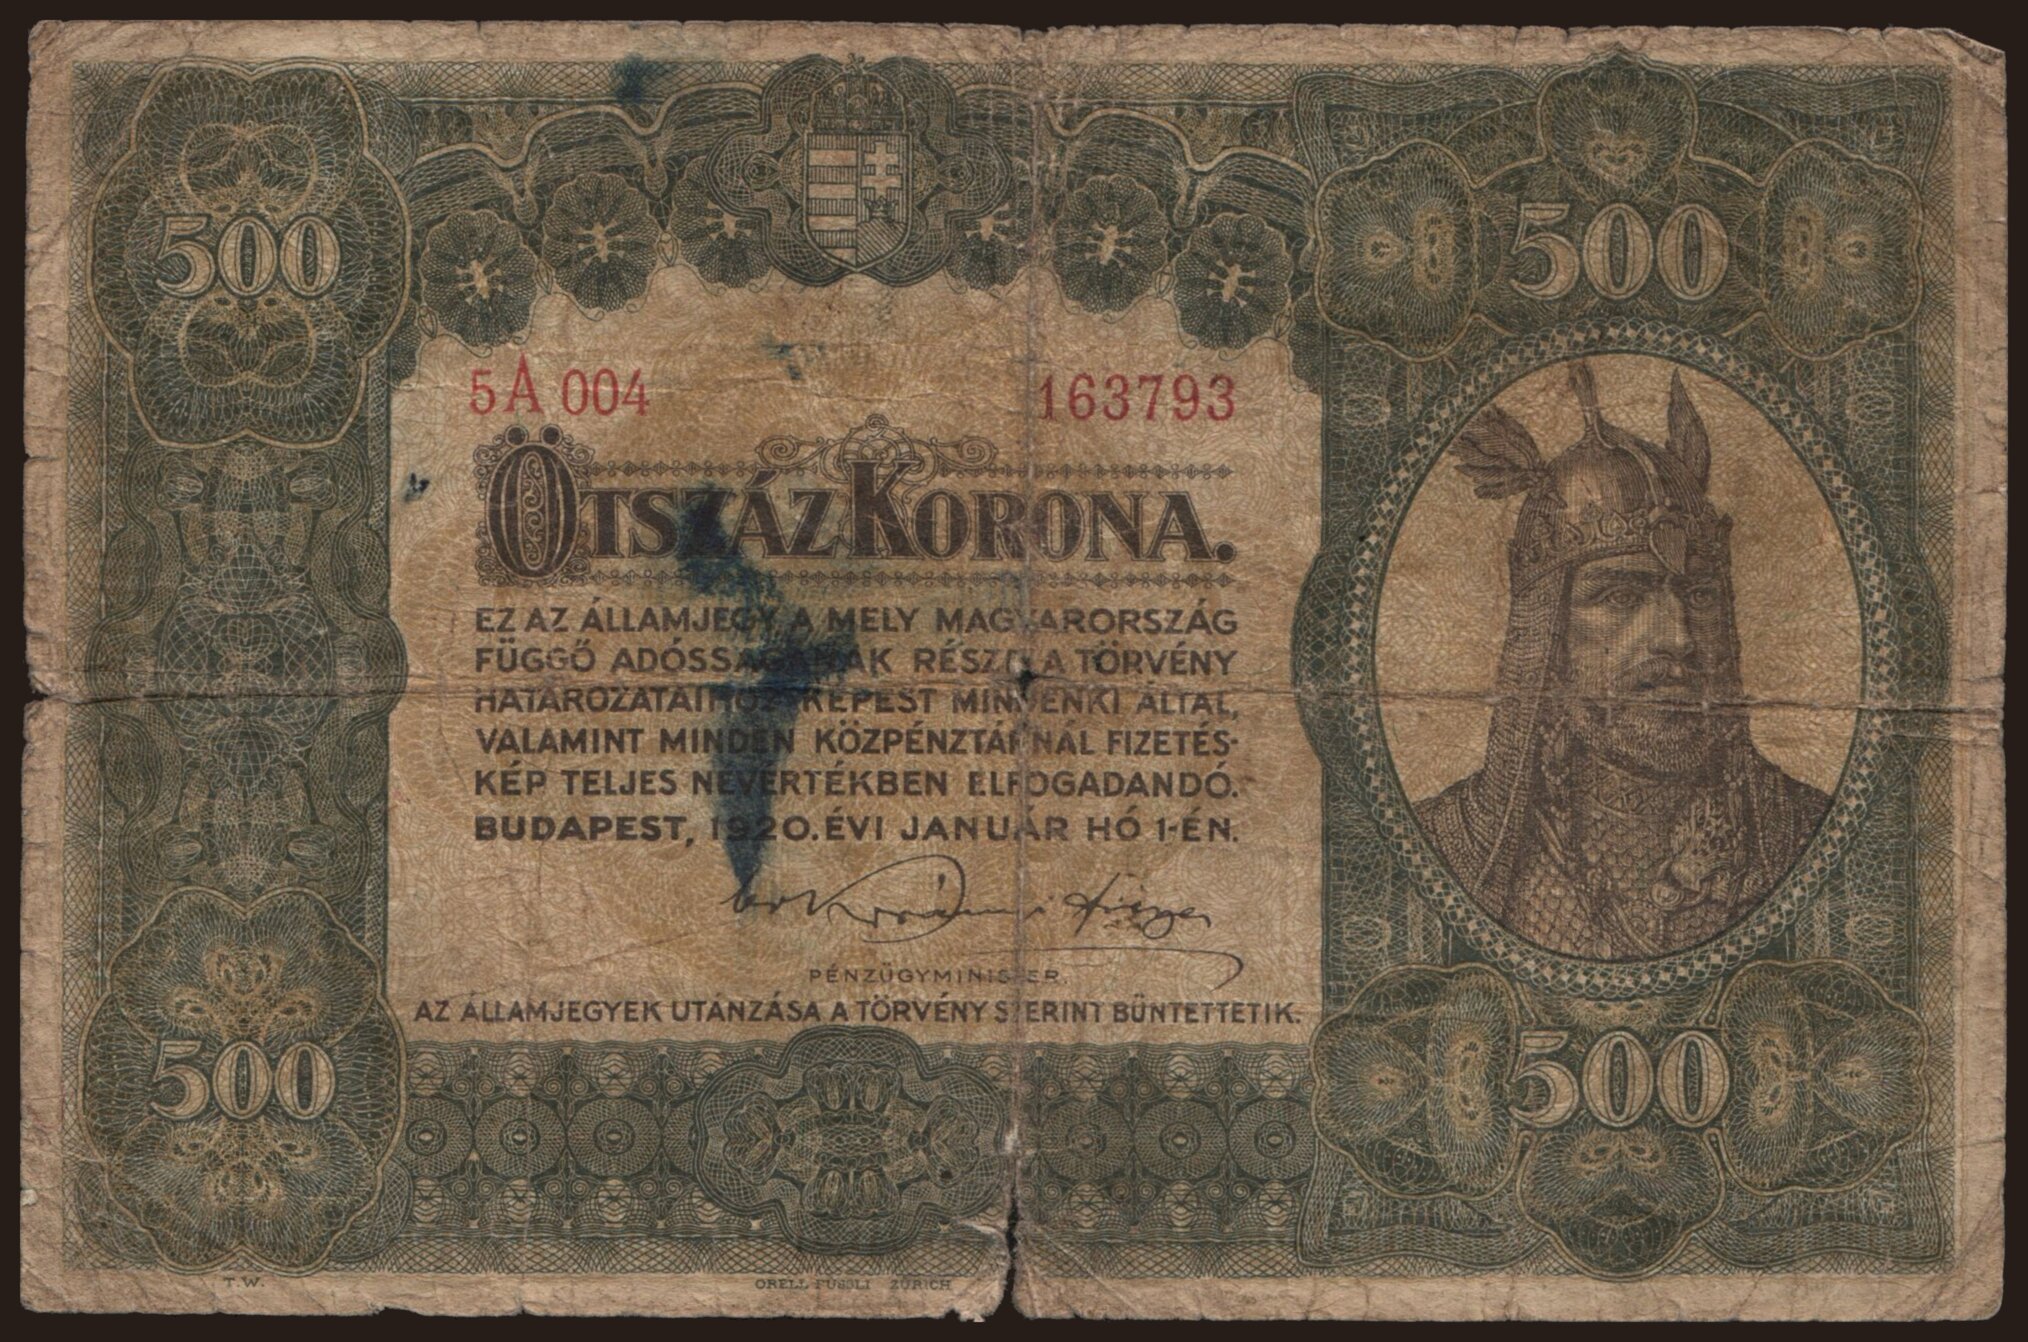 500
500
5A 004
163793
ÖTSZÁZ KORONA.
EZ AZ ÁLLAMJEGY A MELY MAGYARORSZÁG
FÜGGŐ ADÓSSÁGÁNAK RÉSZE, A TÖRVÉNY
HATÁROZATAIHOZ KÉPEST MINDENKI ÁLTAL,
VALAMINT MINDEN KÖZPÉNZTÁRNÁL FIZETÉS-
KÉP TELJES NÉVÉRTÉKBEN ELFOGADANDÓ.
BUDAPEST, 1920. ÉVI JANUÁR HÓ 1-ÉN.
PÉNZÜGYMINISTER.
AZ ÁLLAMJEGYEK UTÁNZÁSA A TÖRVÉNY SZERINT BÜNTETTETIK.
500
500
T.W.
ORELL FÜSSLI ZÜRICH